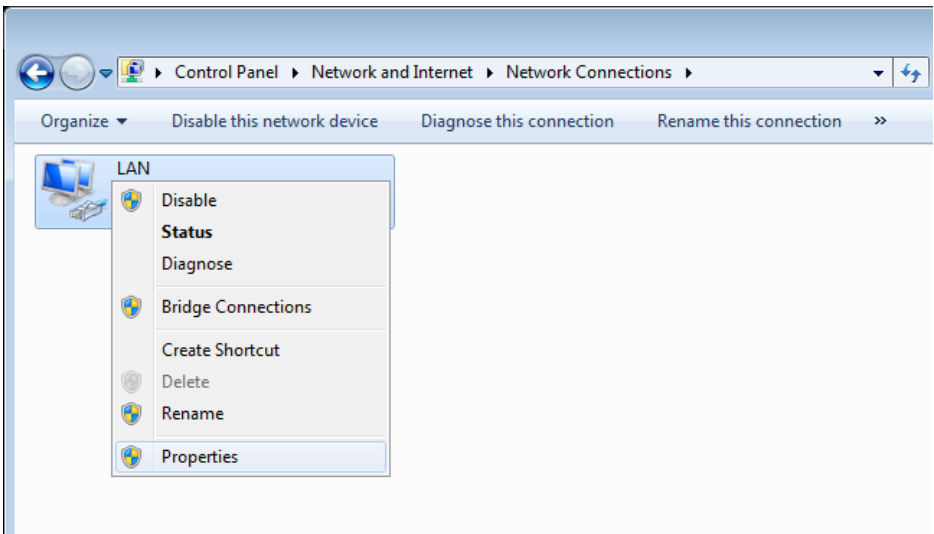 Control Panel Network and Internet Network Connections
Organize Disable this network device Diagnose this connection Rename this connection »
LAN
Disable
Status
Diagnose
Bridge Connections
Create Shortcut
Delete
Rename
Properties